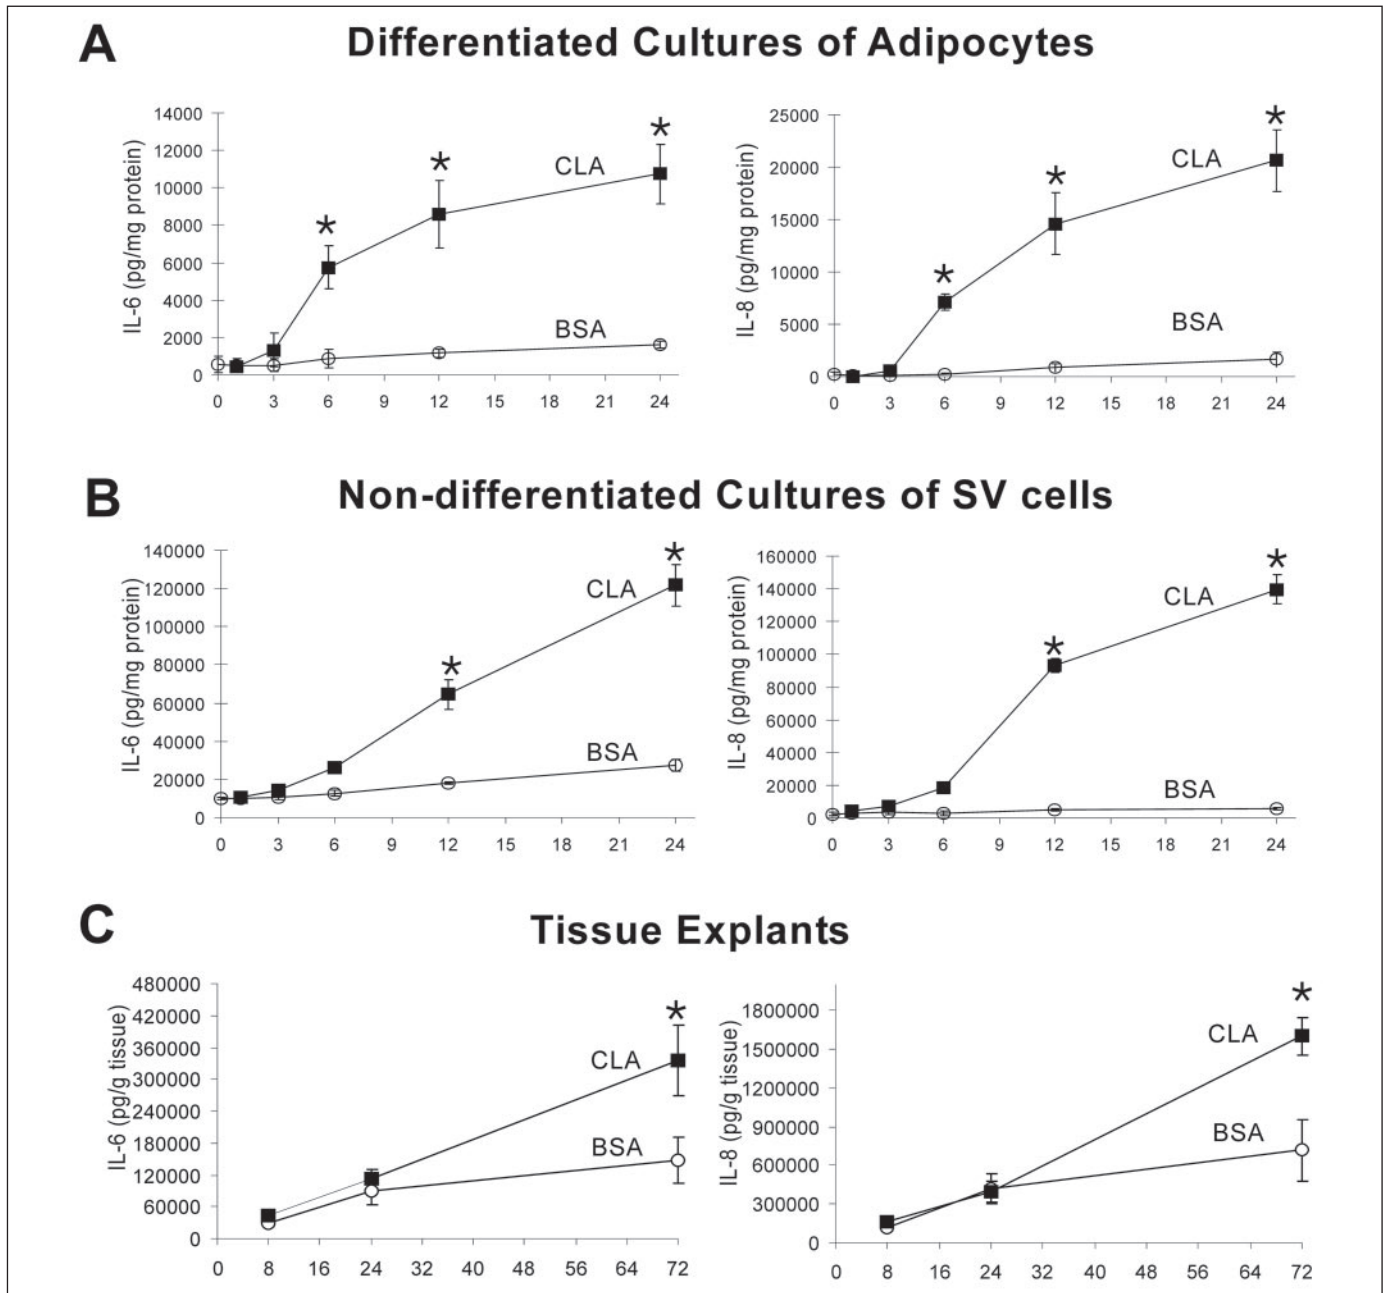 A
Differentiated Cultures of Adipocytes
IL-6 (pg/mg protein)
14000
12000
10000
8000
6000
4000
2000
0
0 3 6 9 12 15 18 21 24
*
*
*
CLA
BSA
IL-8 (pg/mg protein)
25000
20000
15000
10000
5000
0
0 3 6 9 12 15 18 21 24
*
*
*
CLA
BSA
B
Non-differentiated Cultures of SV cells
IL-6 (pg/mg protein)
140000
120000
100000
80000
60000
40000
20000
0
0 3 6 9 12 15 18 21 24
*
*
CLA
BSA
IL-8 (pg/mg protein)
160000
140000
120000
100000
80000
60000
40000
20000
0
0 3 6 9 12 15 18 21 24
*
*
CLA
BSA
C
Tissue Explants
IL-6 (pg/g tissue)
480000
420000
360000
300000
240000
180000
120000
60000
0
0 8 16 24 32 40 48 56 64 72
*
CLA
BSA
IL-8 (pg/g tissue)
1800000
1500000
1200000
900000
600000
300000
0
0 8 16 24 32 40 48 56 64 72
*
CLA
BSA